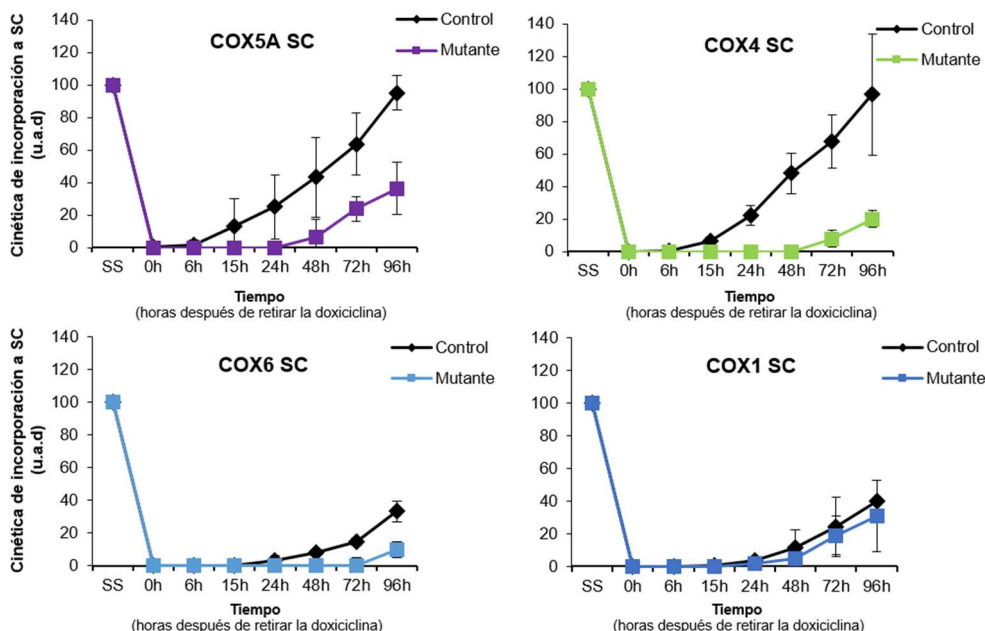 COX5A SC
Control
Mutante
Cinética de incorporación a SC
(u.a.d)
140
120
100
80
60
40
20
0
SS 0h 6h 15h 24h 48h 72h 96h
Tiempo
(horas después de retirar la doxiciclina)
COX4 SC
Control
Mutante
140
120
100
80
60
40
20
0
SS 0h 6h 15h 24h 48h 72h 96h
Tiempo
(horas después de retirar la doxiciclina)
COX6 SC
Control
Mutante
Cinética de incorporación a SC
(u.a.d)
140
120
100
80
60
40
20
0
SS 0h 6h 15h 24h 48h 72h 96h
Tiempo
(horas después de retirar la doxiciclina)
COX1 SC
Control
Mutante
140
120
100
80
60
40
20
0
SS 0h 6h 15h 24h 48h 72h 96h
Tiempo
(horas después de retirar la doxiciclina)